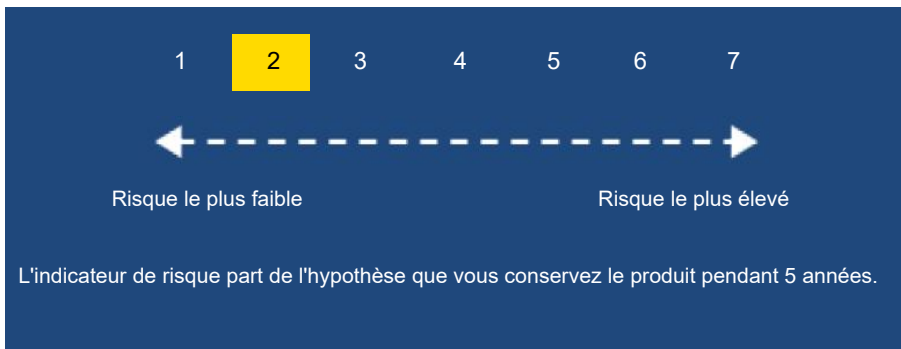 1 2 3 4 5 6 7
Risque le plus faible Risque le plus élevé
L'indicateur de risque part de l'hypothèse que vous conservez le produit pendant 5 années.